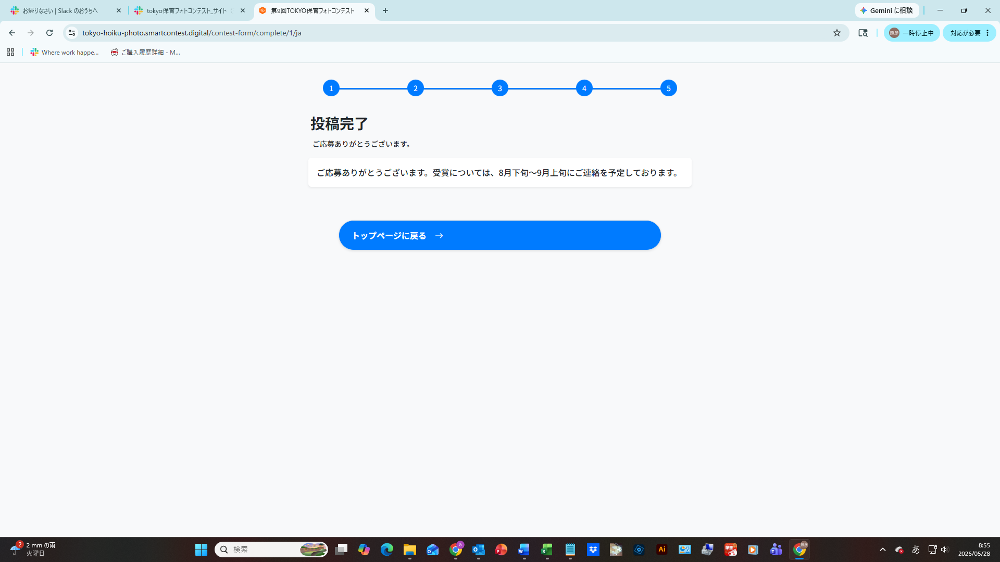 お帰りなさい | Slack のおうちへ
tokyo保育フォトコンテスト_サイト
第9回TOKYO保育フォトコンテスト
Gemini に相談
tokyo-hoiku-photo.smartcontest.digital/contest-form/complete/1/ja
照彦
一時停止中
対応が必要
Where work happe...
ご購入履歴詳細 - M...
1
2
3
4
5
投稿完了
ご応募ありがとうございます。
ご応募ありがとうございます。受賞については、8月下旬～9月上旬にご連絡を予定しております。
トップページに戻る
2
2 mm の雨
火曜日
検索
み
Ai
あ
8:55
2026/05/28